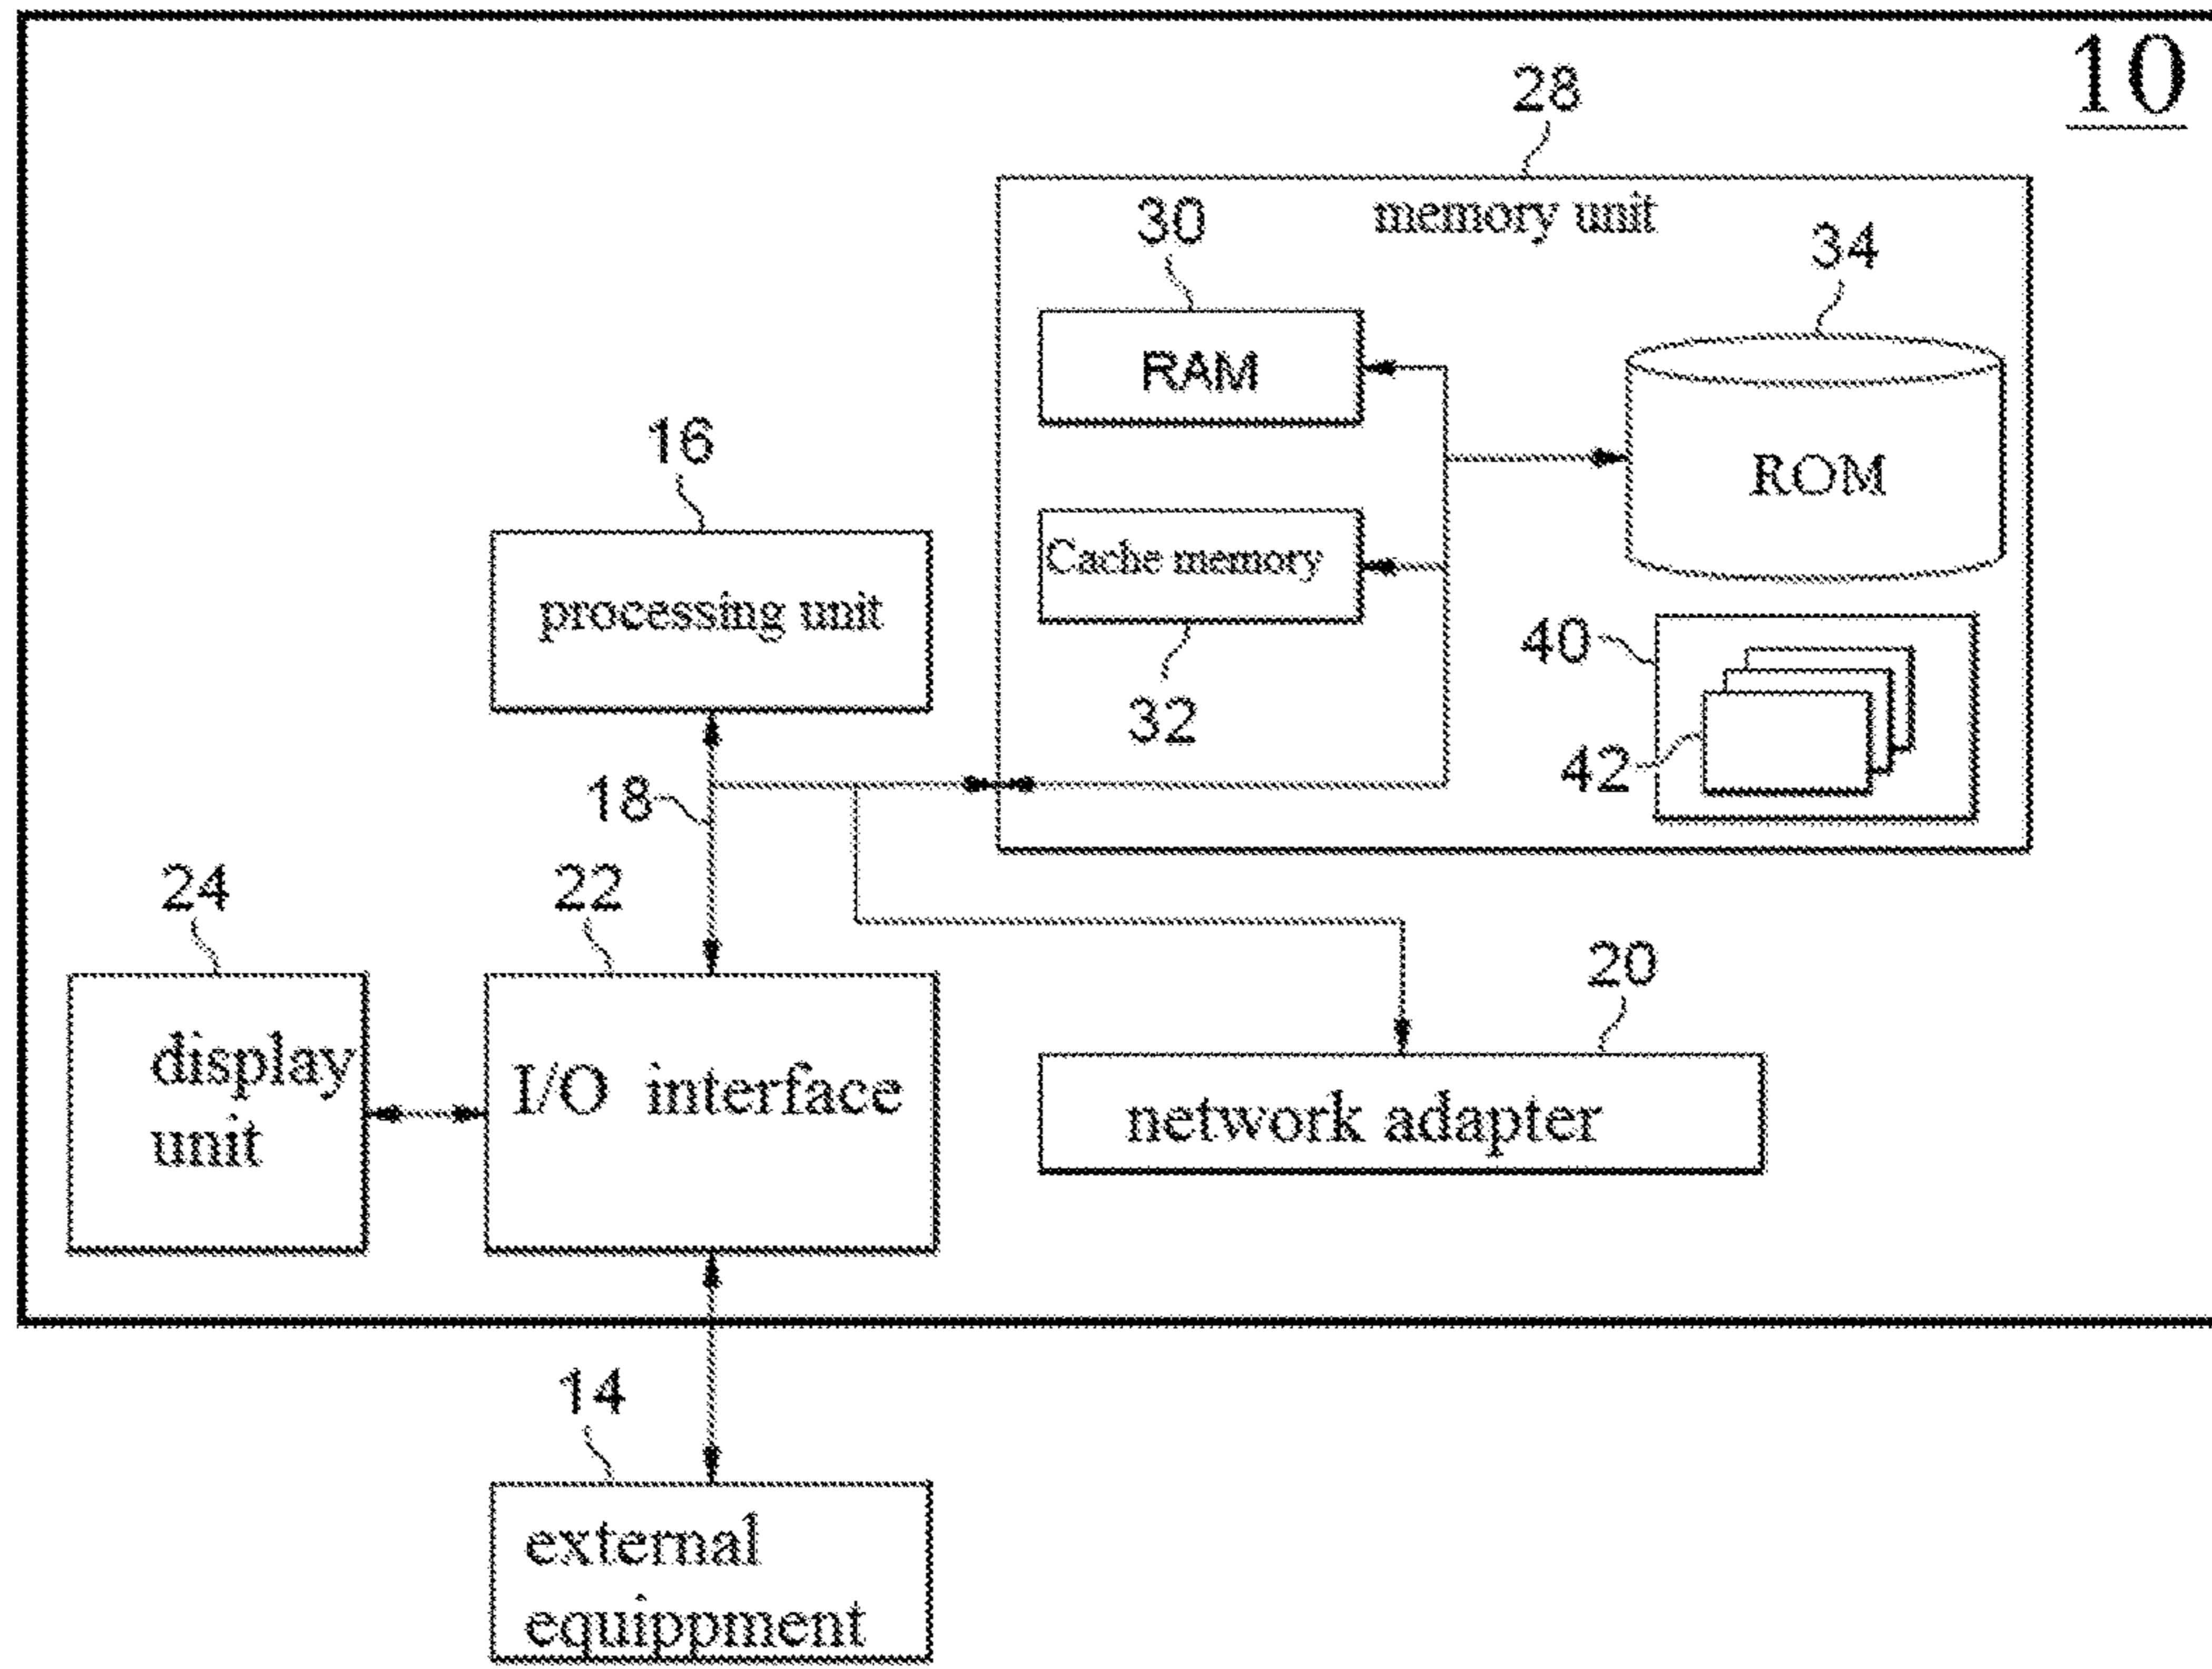 10
28
memory unit
30
34
RAM
ROM
16
Cache memory
processing unit
40
32
42
18
24
22
20
display
unit
I/O interface
network adapter
14
external
equippment